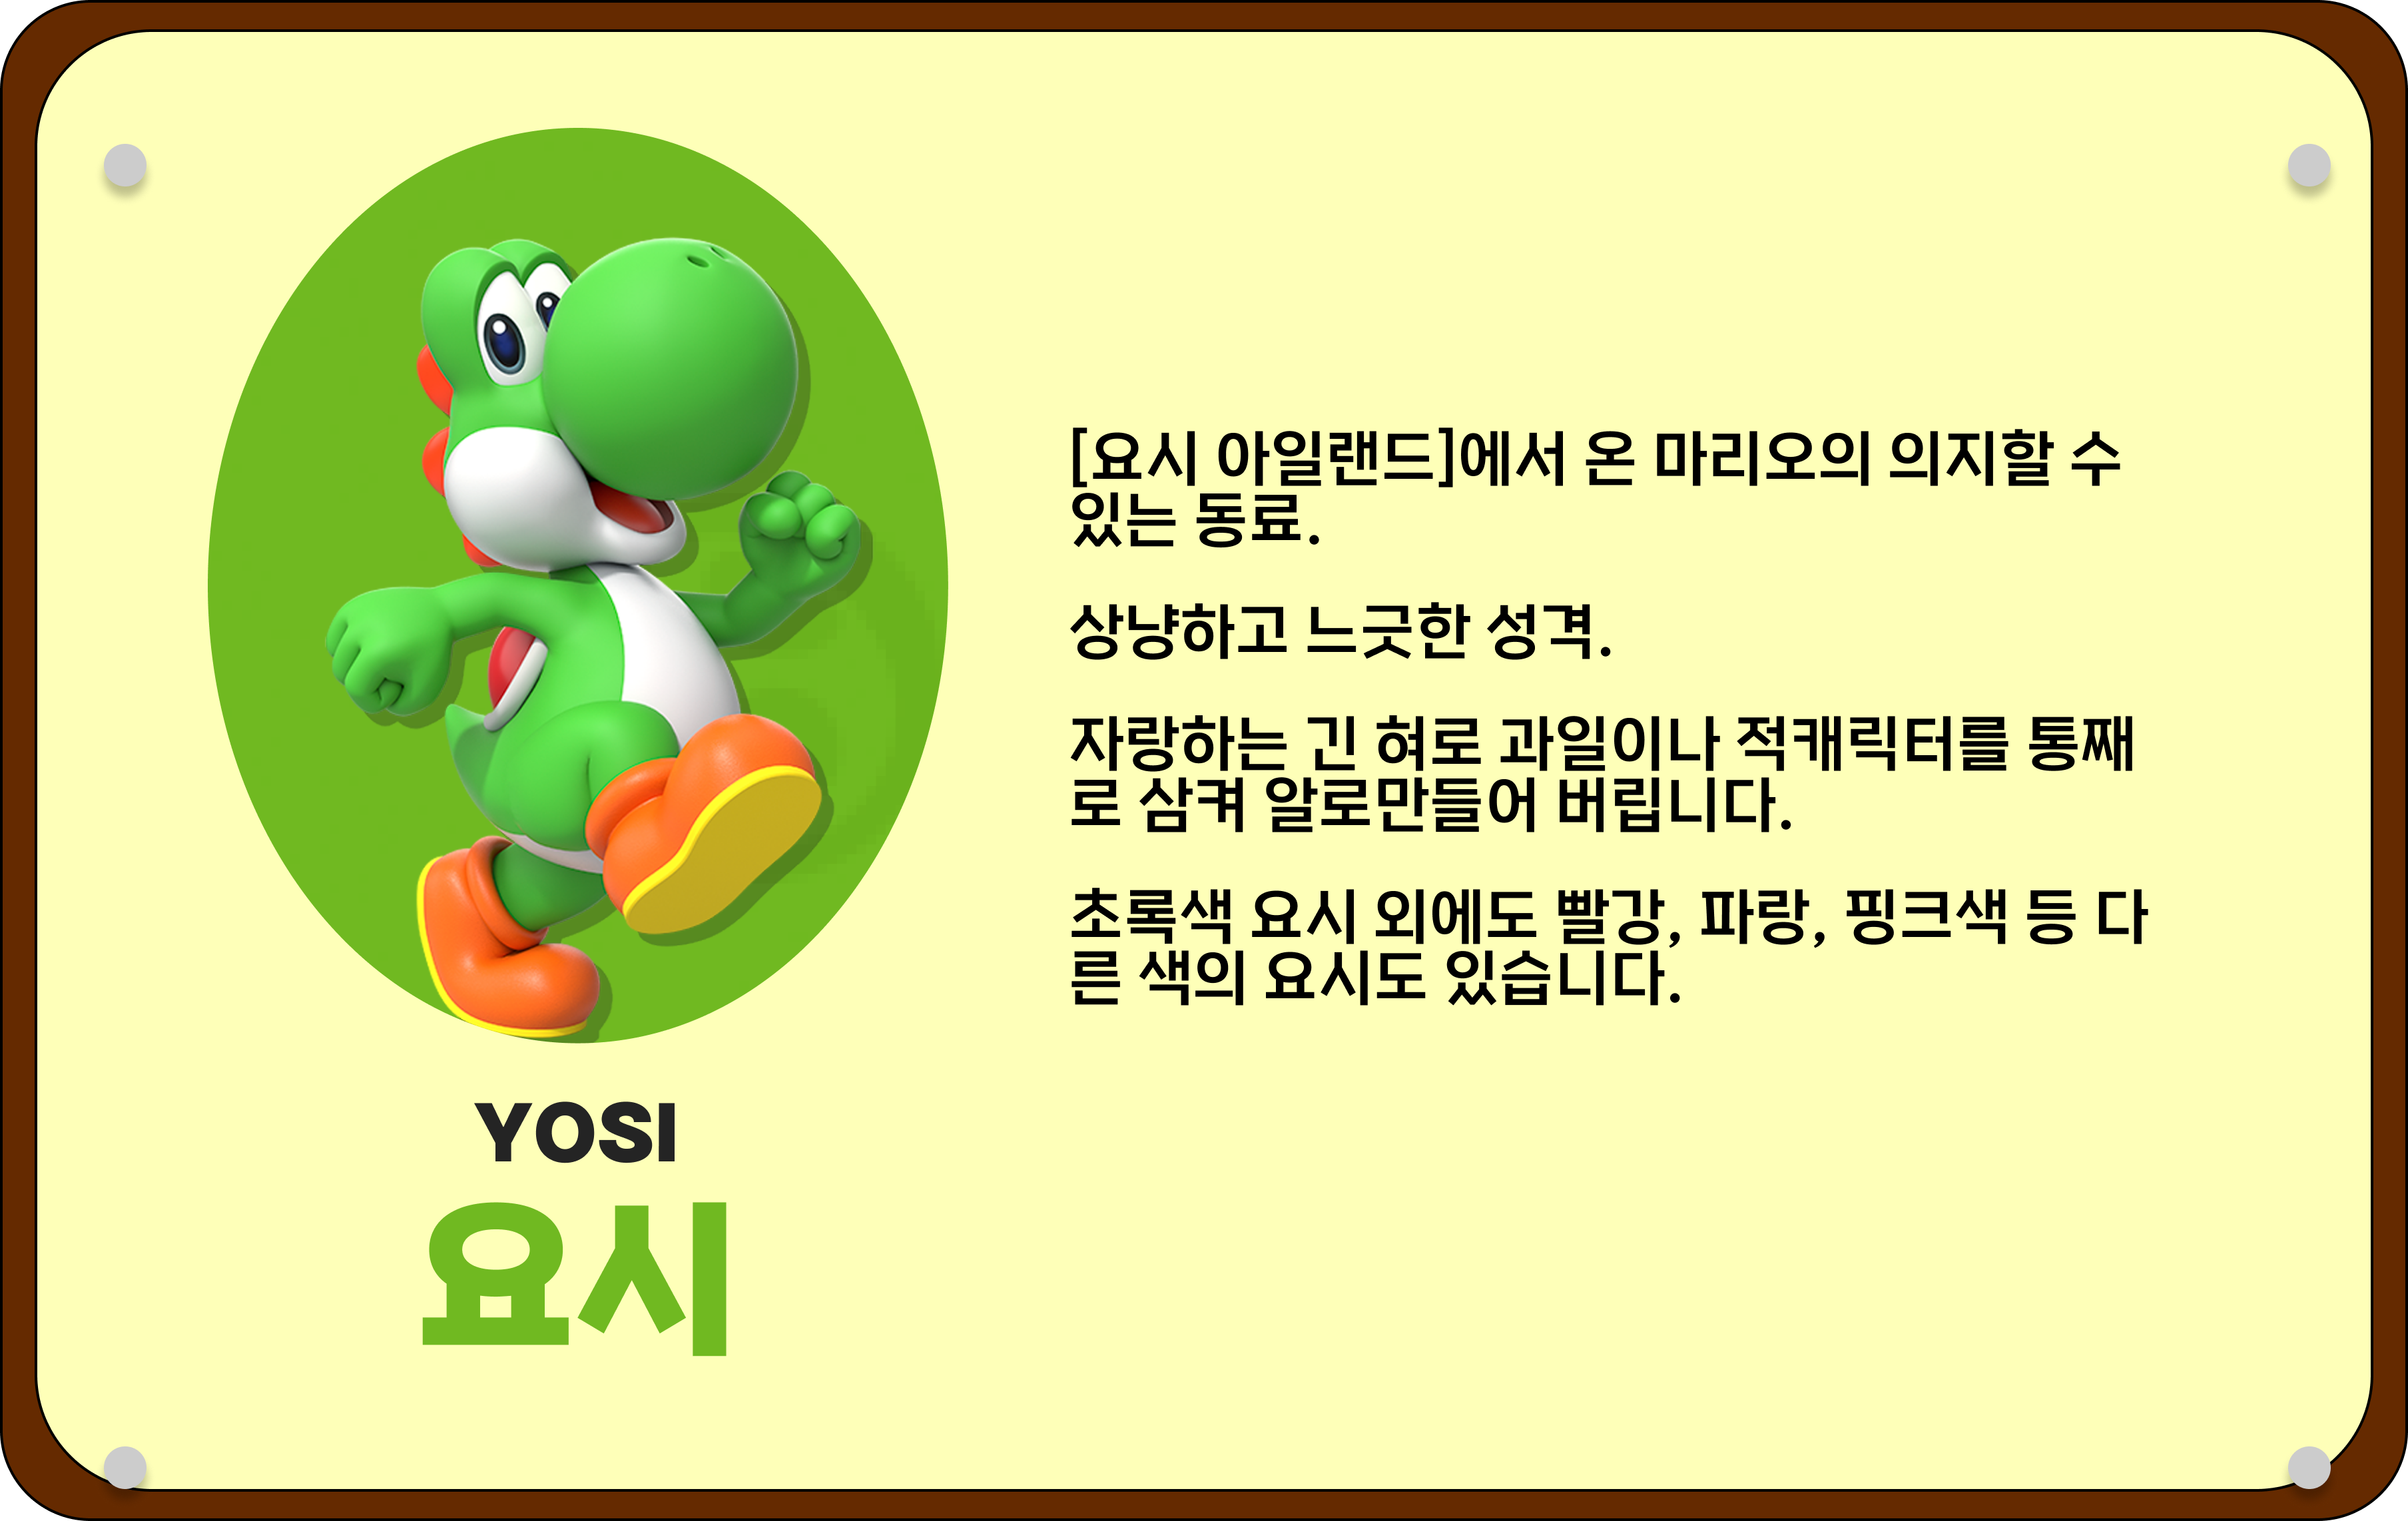 [요시 아일랜드]에서 온 마리오의 의지할 수
있는 동료.
상냥하고 느긋한 성격.
자랑하는 긴 혀로 과일이나 적캐릭터를 통째
로 삼켜 알로만들어 버립니다.
초록색 요시 외에도 빨강, 파랑, 핑크색 등 다
른 색의 요시도 있습니다.
YOSI
요시